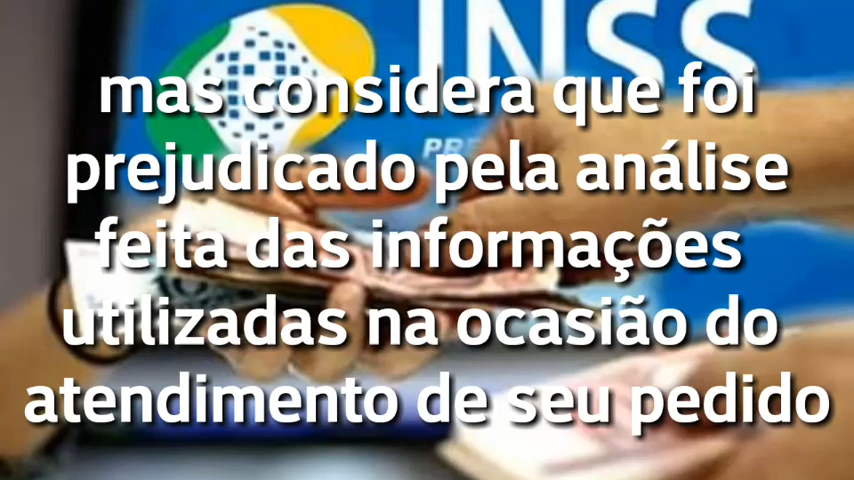 INSS
PRE
mas considera que foi
prejudicado pela análise
feita das informações
utilizadas na ocasião do
atendimento de seu pedido